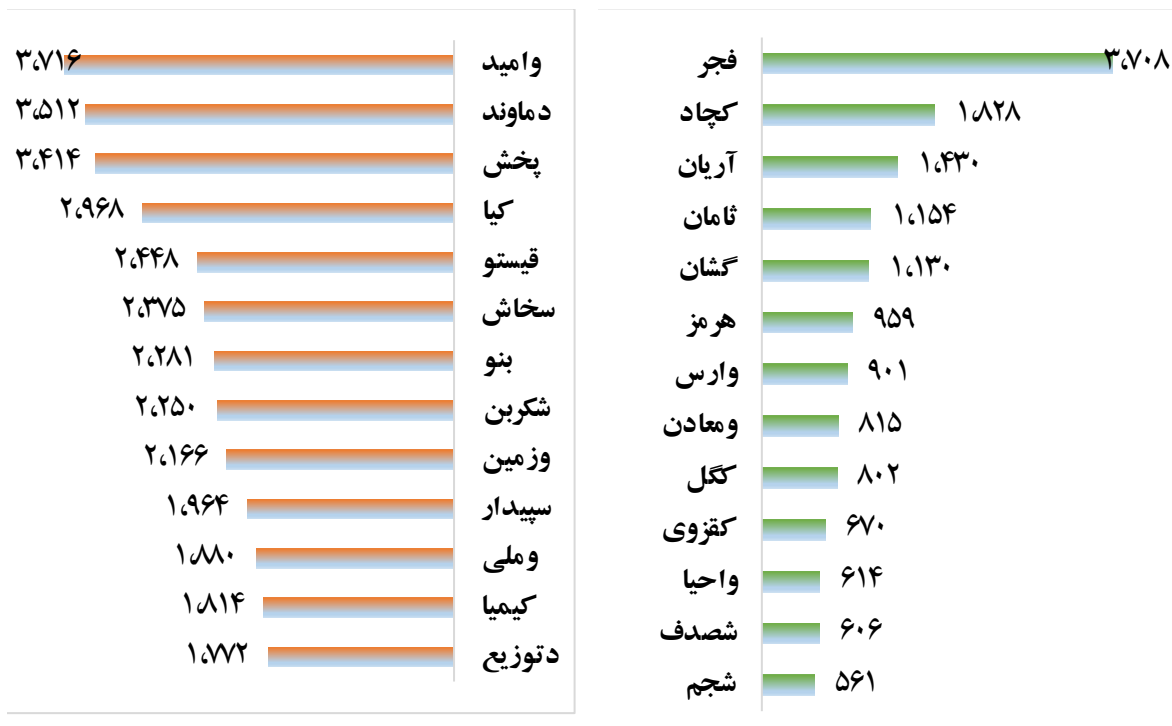 وامید ۳،۷۱۶
دماوند ۳،۵۱۲
پخش ۳،۴۱۴
کیا ۲،۹۶۸
قیستو ۲،۴۴۸
سخاش ۲،۳۷۵
بنو ۲،۲۸۱
شکربن ۲،۲۵۰
وزمین ۲،۱۶۶
سپیدار ۱،۹۶۴
وملی ۱،۸۸۰
کیمیا ۱،۸۱۴
دتوزیع ۱،۷۷۲
فجر ۳،۷۰۸
کچاد ۱،۸۲۸
آریان ۱،۴۳۰
ثامان ۱،۱۵۴
گشان ۱،۱۳۰
هرمز ۹۵۹
وارس ۹۰۱
ومعادن ۸۱۵
کگل ۸۰۲
کقزوی ۶۷۰
واحیا ۶۱۴
شصدف ۶۰۶
شجم ۵۶۱